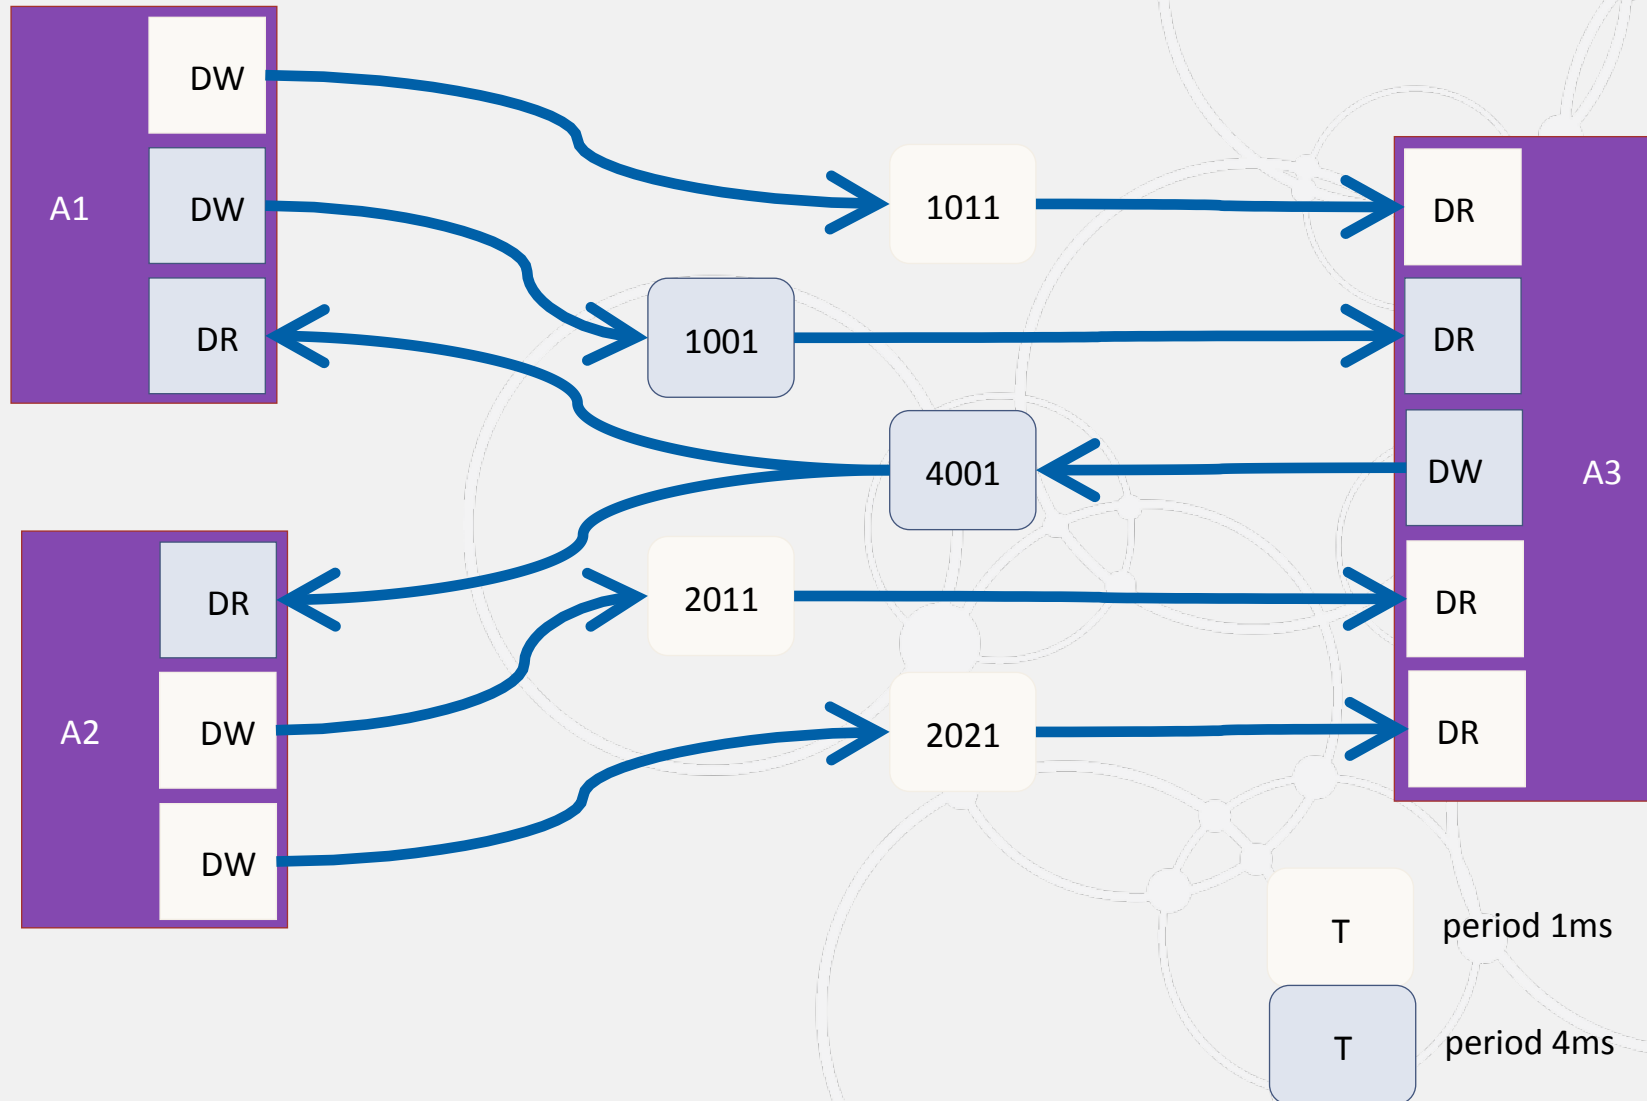 DW
A1
DW
1011
DR
DR
1001
DR
4001
DW
A3
DR
2011
DR
A2
DW
2021
DR
DW
T
period 1ms
T
period 4ms